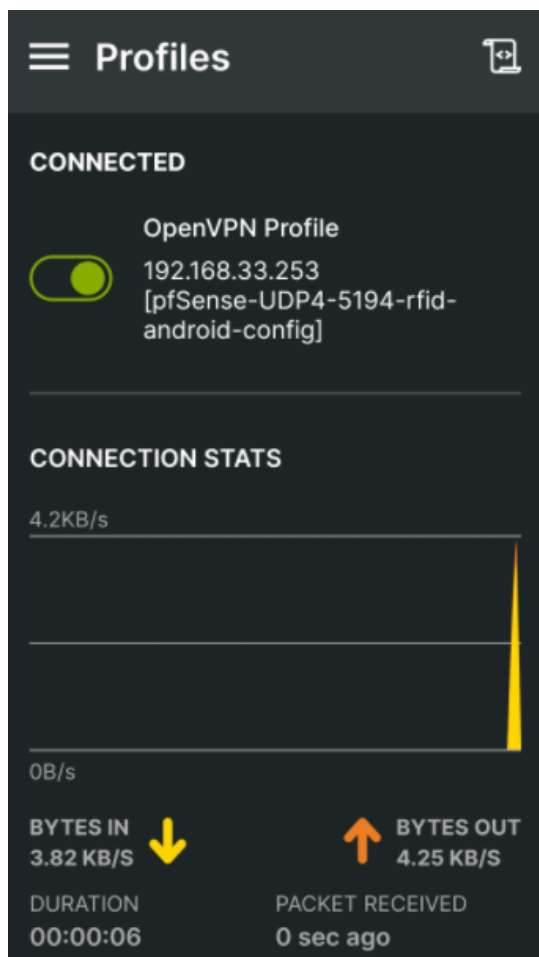 Profiles
CONNECTED
OpenVPN Profile
192.168.33.253
[pfSense-UDP4-5194-rfid-
android-config]
CONNECTION STATS
4.2KB/s
0B/s
BYTES IN
3.82 KB/S
BYTES OUT
4.25 KB/S
DURATION
00:00:06
PACKET RECEIVED
0 sec ago